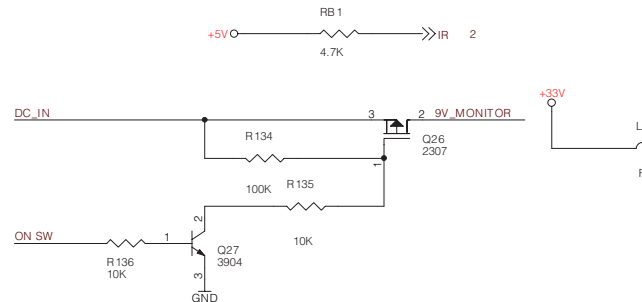 RB1
+5V
IR 2
4.7K
+33V
DC_IN
3
2
9V_MONITOR
R134
Q26
2307
1
L
F
100K
R135
2
10K
ON SW
1
Q27
3904
R136
10K
3
GND